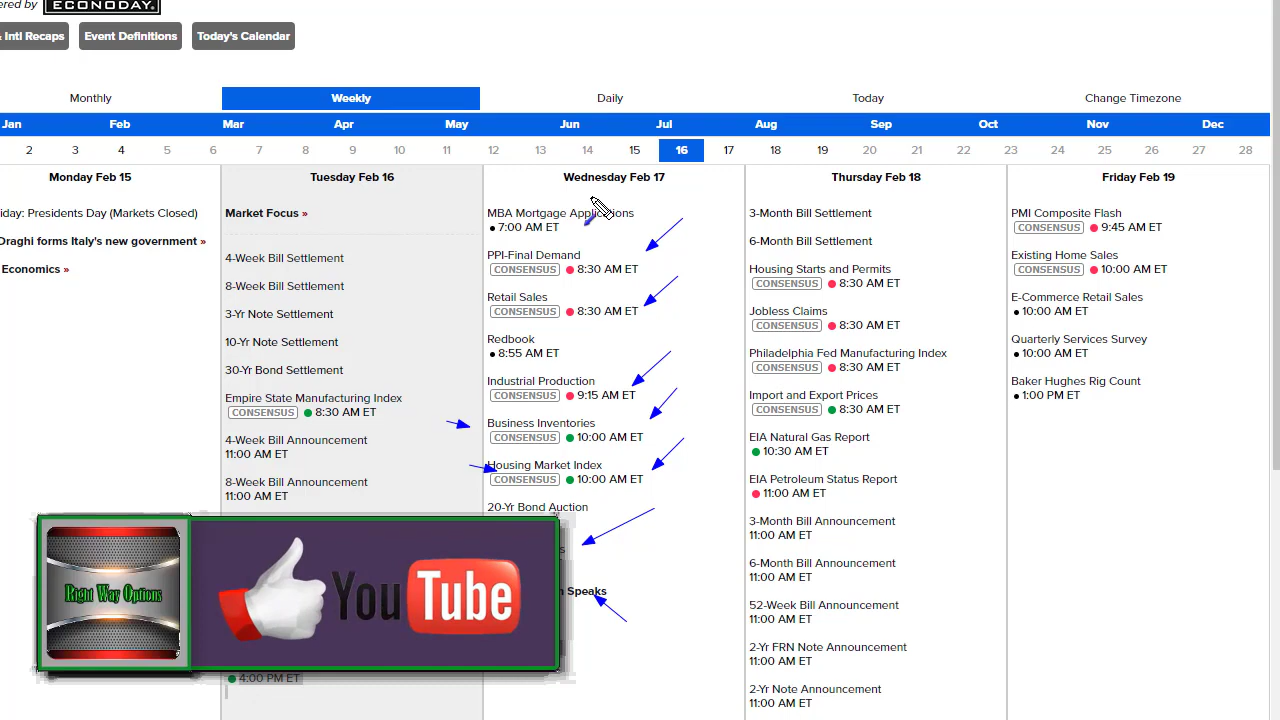 ered by ECONODAY
& Intl Recaps Event Definitions Today's Calendar
Monthly Weekly Daily Today Change Timezone
Jan Feb Mar Apr May Jun Jul Aug Sep Oct Nov Dec
2 3 4 5 6 7 8 9 10 11 12 13 14 15 16 17 18 19 20 21 22 23 24 25 26 27 28
Monday Feb 15
iday: Presidents Day (Markets Closed)
Draghi forms Italy's new government »
Economics »
Tuesday Feb 16
Market Focus »
4-Week Bill Settlement
8-Week Bill Settlement
3-Yr Note Settlement
10-Yr Note Settlement
30-Yr Bond Settlement
Empire State Manufacturing Index
CONSENSUS 8:30 AM ET
4-Week Bill Announcement
11:00 AM ET
8-Week Bill Announcement
11:00 AM ET
4:00 PM ET
Wednesday Feb 17
MBA Mortgage Applications
7:00 AM ET
PPI-Final Demand
CONSENSUS 8:30 AM ET
Retail Sales
CONSENSUS 8:30 AM ET
Redbook
8:55 AM ET
Industrial Production
CONSENSUS 9:15 AM ET
Business Inventories
CONSENSUS 10:00 AM ET
Housing Market Index
CONSENSUS 10:00 AM ET
20-Yr Bond Auction
s
n Speaks
Thursday Feb 18
3-Month Bill Settlement
6-Month Bill Settlement
Housing Starts and Permits
CONSENSUS 8:30 AM ET
Jobless Claims
CONSENSUS 8:30 AM ET
Philadelphia Fed Manufacturing Index
CONSENSUS 8:30 AM ET
Import and Export Prices
CONSENSUS 8:30 AM ET
EIA Natural Gas Report
10:30 AM ET
EIA Petroleum Status Report
11:00 AM ET
3-Month Bill Announcement
11:00 AM ET
6-Month Bill Announcement
11:00 AM ET
52-Week Bill Announcement
11:00 AM ET
2-Yr FRN Note Announcement
11:00 AM ET
2-Yr Note Announcement
11:00 AM ET
Friday Feb 19
PMI Composite Flash
CONSENSUS 9:45 AM ET
Existing Home Sales
CONSENSUS 10:00 AM ET
E-Commerce Retail Sales
10:00 AM ET
Quarterly Services Survey
10:00 AM ET
Baker Hughes Rig Count
1:00 PM ET
Right Way Options
YouTube